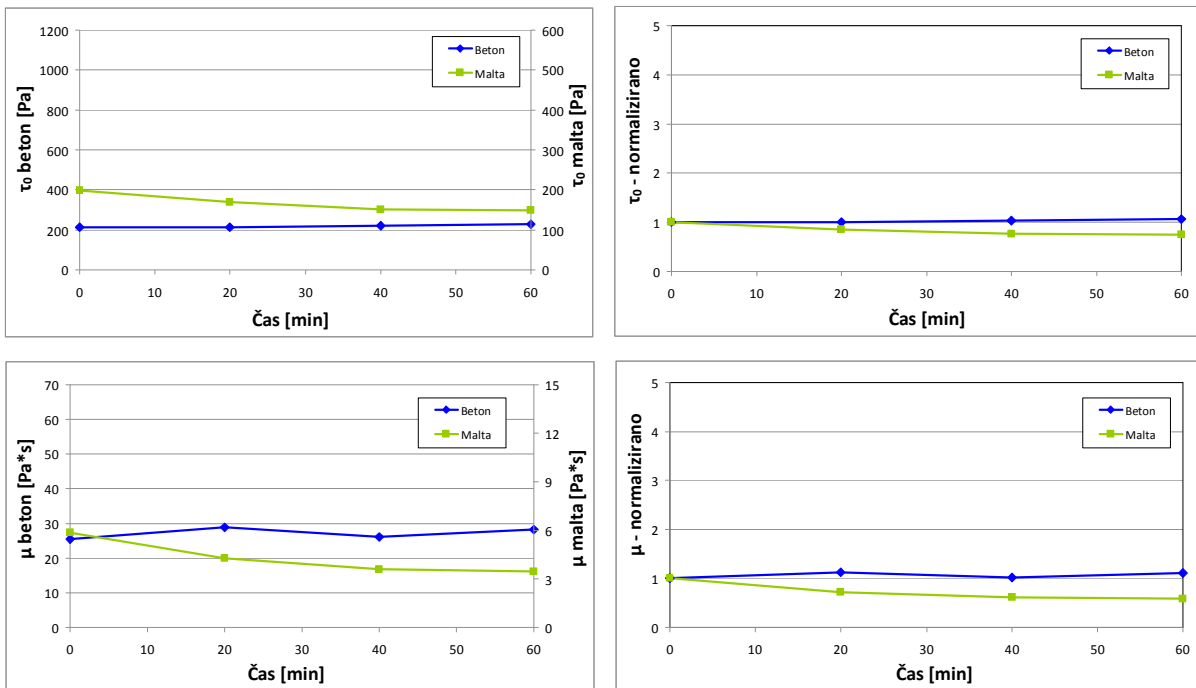 τ₀ beton [Pa]
1200
1000
800
600
400
200
0
600
500
400
300
200
100
0
τ₀ malta [Pa]
Beton
Malta
0 10 20 30 40 50 60
Čas [min]
τ₀ - normalizirano
5
4
3
2
1
0
Beton
Malta
0 10 20 30 40 50 60
Čas [min]
μ beton [Pa*s]
70
60
50
40
30
20
10
0
15
12
9
6
3
0
μ malta [Pa*s]
Beton
Malta
0 10 20 30 40 50 60
Čas [min]
μ - normalizirano
5
4
3
2
1
0
Beton
Malta
0 10 20 30 40 50 60
Čas [min]